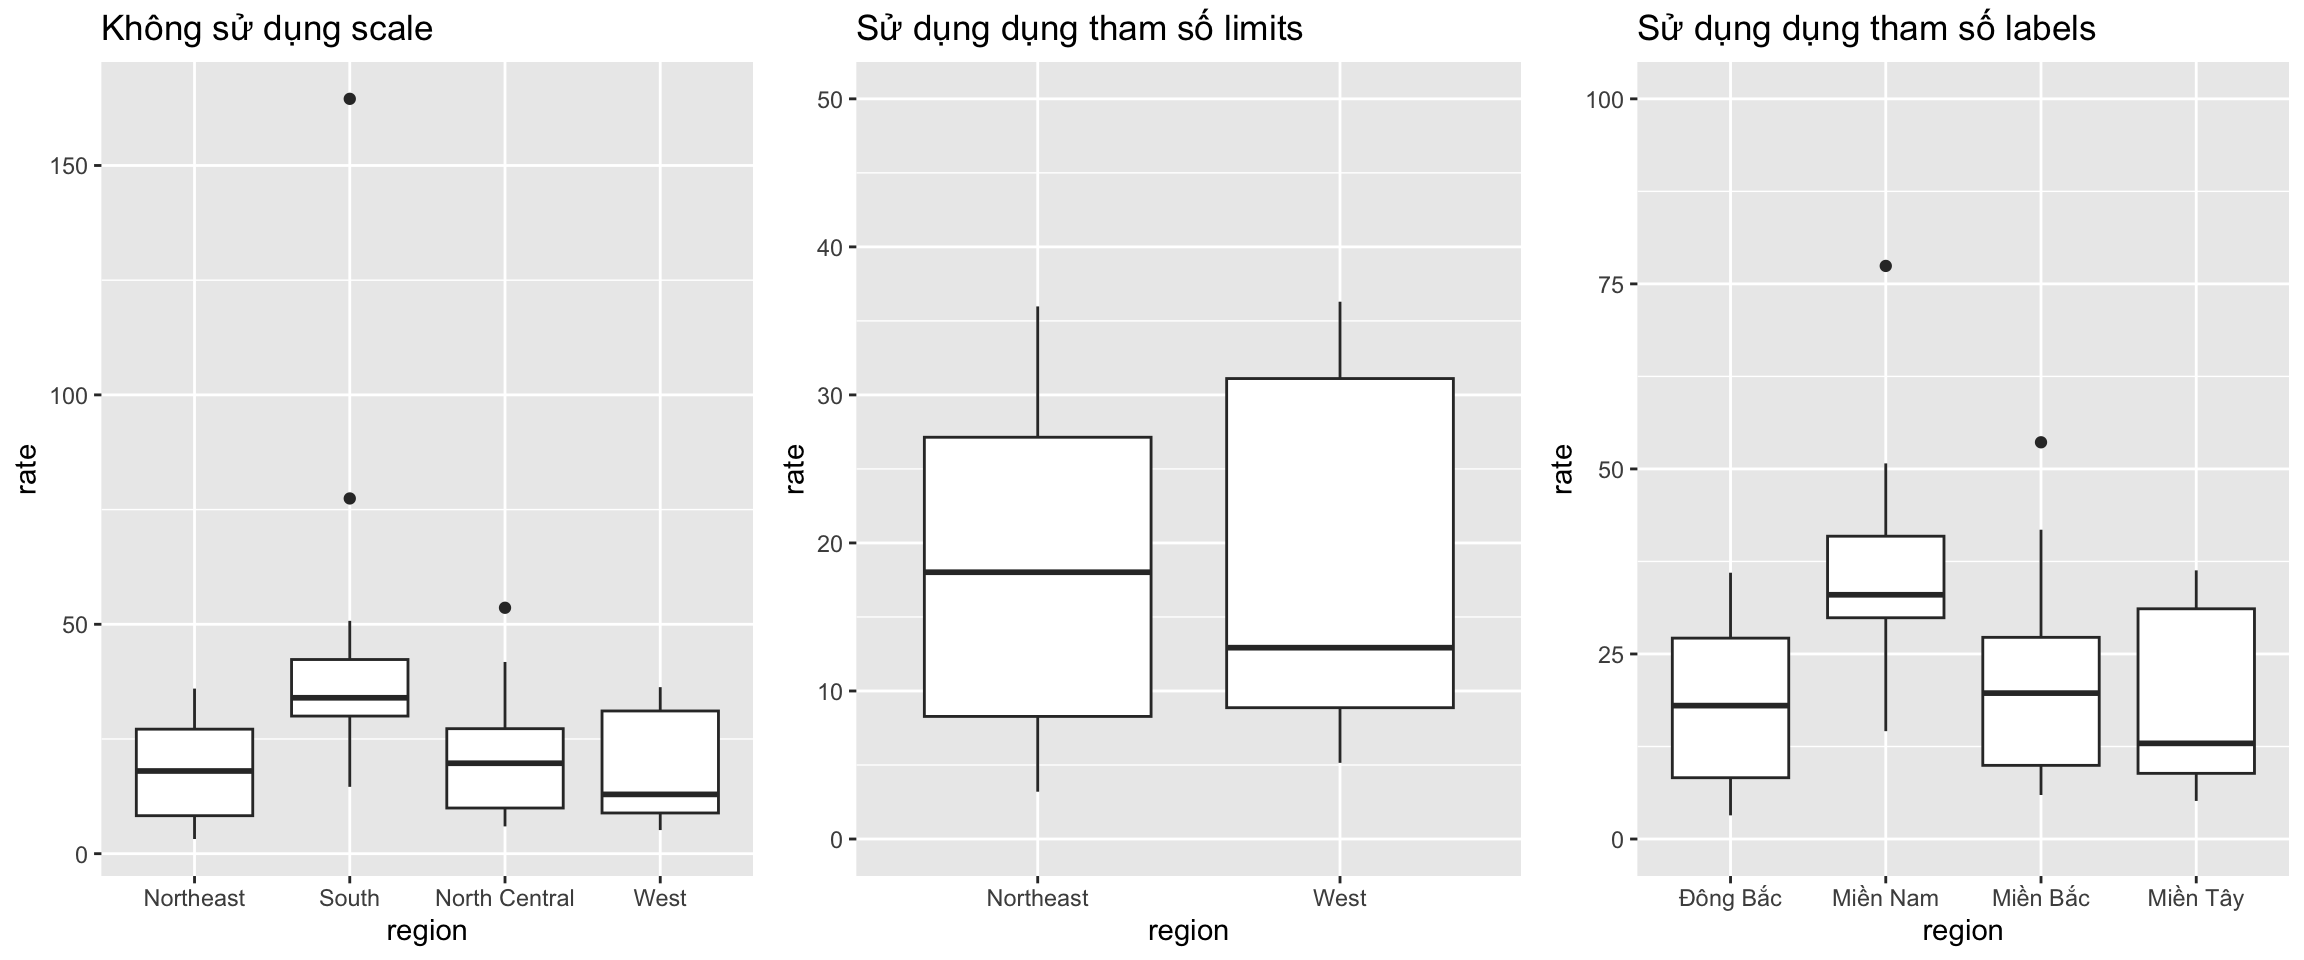 Không sử dụng scale
150
100
50
0
rate
Northeast South North Central West
region
Sử dụng dụng tham số limits
50
40
30
20
10
0
rate
Northeast West
region
Sử dụng dụng tham số labels
100
75
50
25
0
rate
Đông Bắc Miền Nam Miền Bắc Miền Tây
region